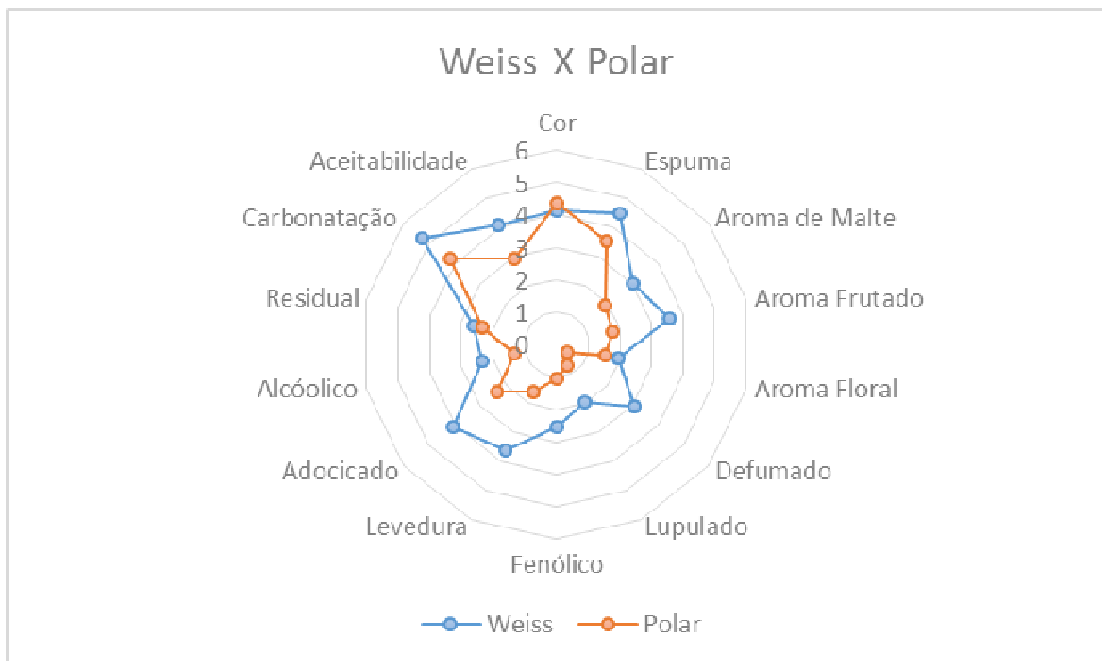 Weiss X Polar
Cor
Espuma
Aroma de Malte
Aroma Frutado
Aroma Floral
Defumado
Lupulado
Fenólico
Levedura
Adocicado
Alcóolico
Residual
Carbonatação
Aceitabilidade
6
5
4
3
2
1
0
Weiss Polar